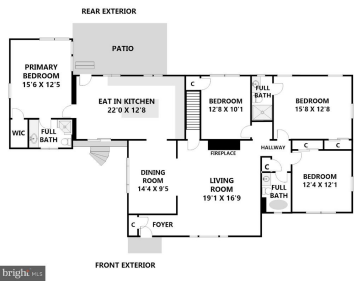 REAR EXTERIOR
PATIO
PRIMARY
BEDROOM
15'6 x 12'5
EAT IN KITCHEN
22'0 x 12'8
C
BEDROOM
12'8 x 10'1
FULL
BATH
BEDROOM
15'8 x 12'8
WIC
FULL
BATH
FIREPLACE
HALLWAY
C
C
DINING
ROOM
14'4 x 9'5
LIVING
ROOM
19'1 x 16'9
C
FULL
BATH
BEDROOM
12'4 x 12'1
C
FOYER
FRONT EXTERIOR
bright MLS